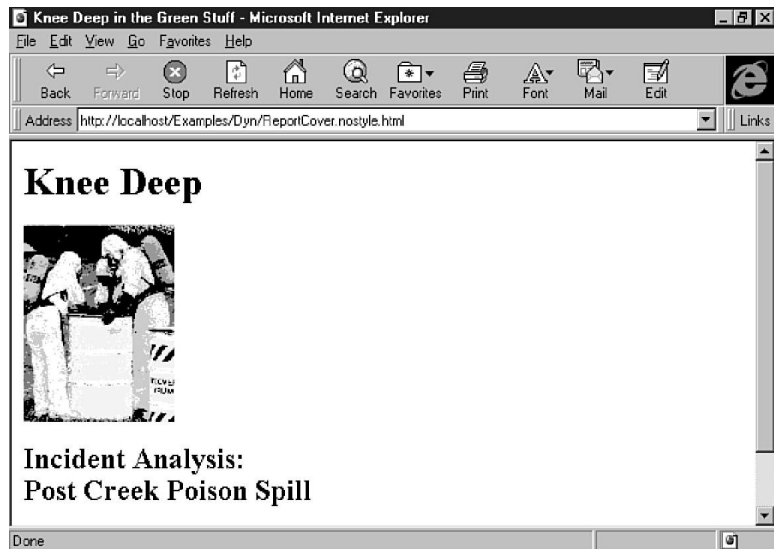 Knee Deep in the Green Stuff - Microsoft Internet Explorer
File Edit View Go Favorites Help
Back Forward Stop Refresh Home Search Favorites Print Font Mail Edit
Address http://localhost/Examples/Dyn/ReportCover.nostyle.html Links
Knee Deep
Incident Analysis:
Post Creek Poison Spill
Done